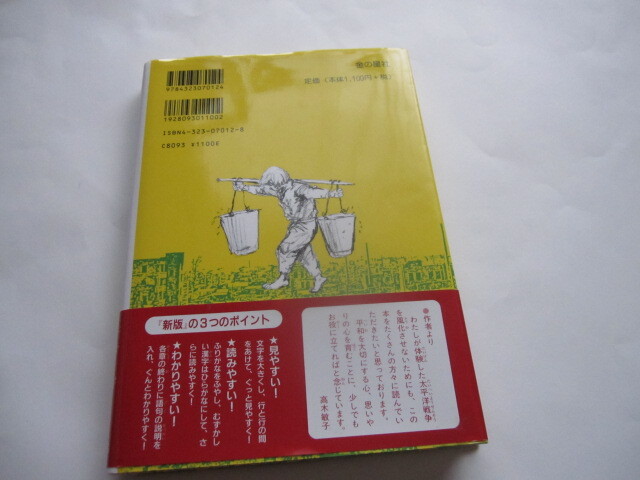 9784323070124
1928093011002
ISBN4-323-07012-8
C8093 ¥1100E
定価〈本体1,100円+税〉
『新版』の3つのポイント
★見やすい!
文字を大きくし、行と行の間
をあけて、ぐっと見やすく!
★読みやすい!
ふりがなをふやし、むずかし
い漢字はひらがなにして、さ
らに読みやすく!
★わかりやすい!
各章の終わりに語句の説明を
入れ、ぐんとわかりやすく!
作者より
わたしが体験した太平洋戦争
を風化させないためにも、この
本をたくさんの方々に読んでい
ただきたいと思っております。
平和を大切にする心、思いや
りの心を育むことに、少しでも
お役に立てればと念じています。
高木敏子